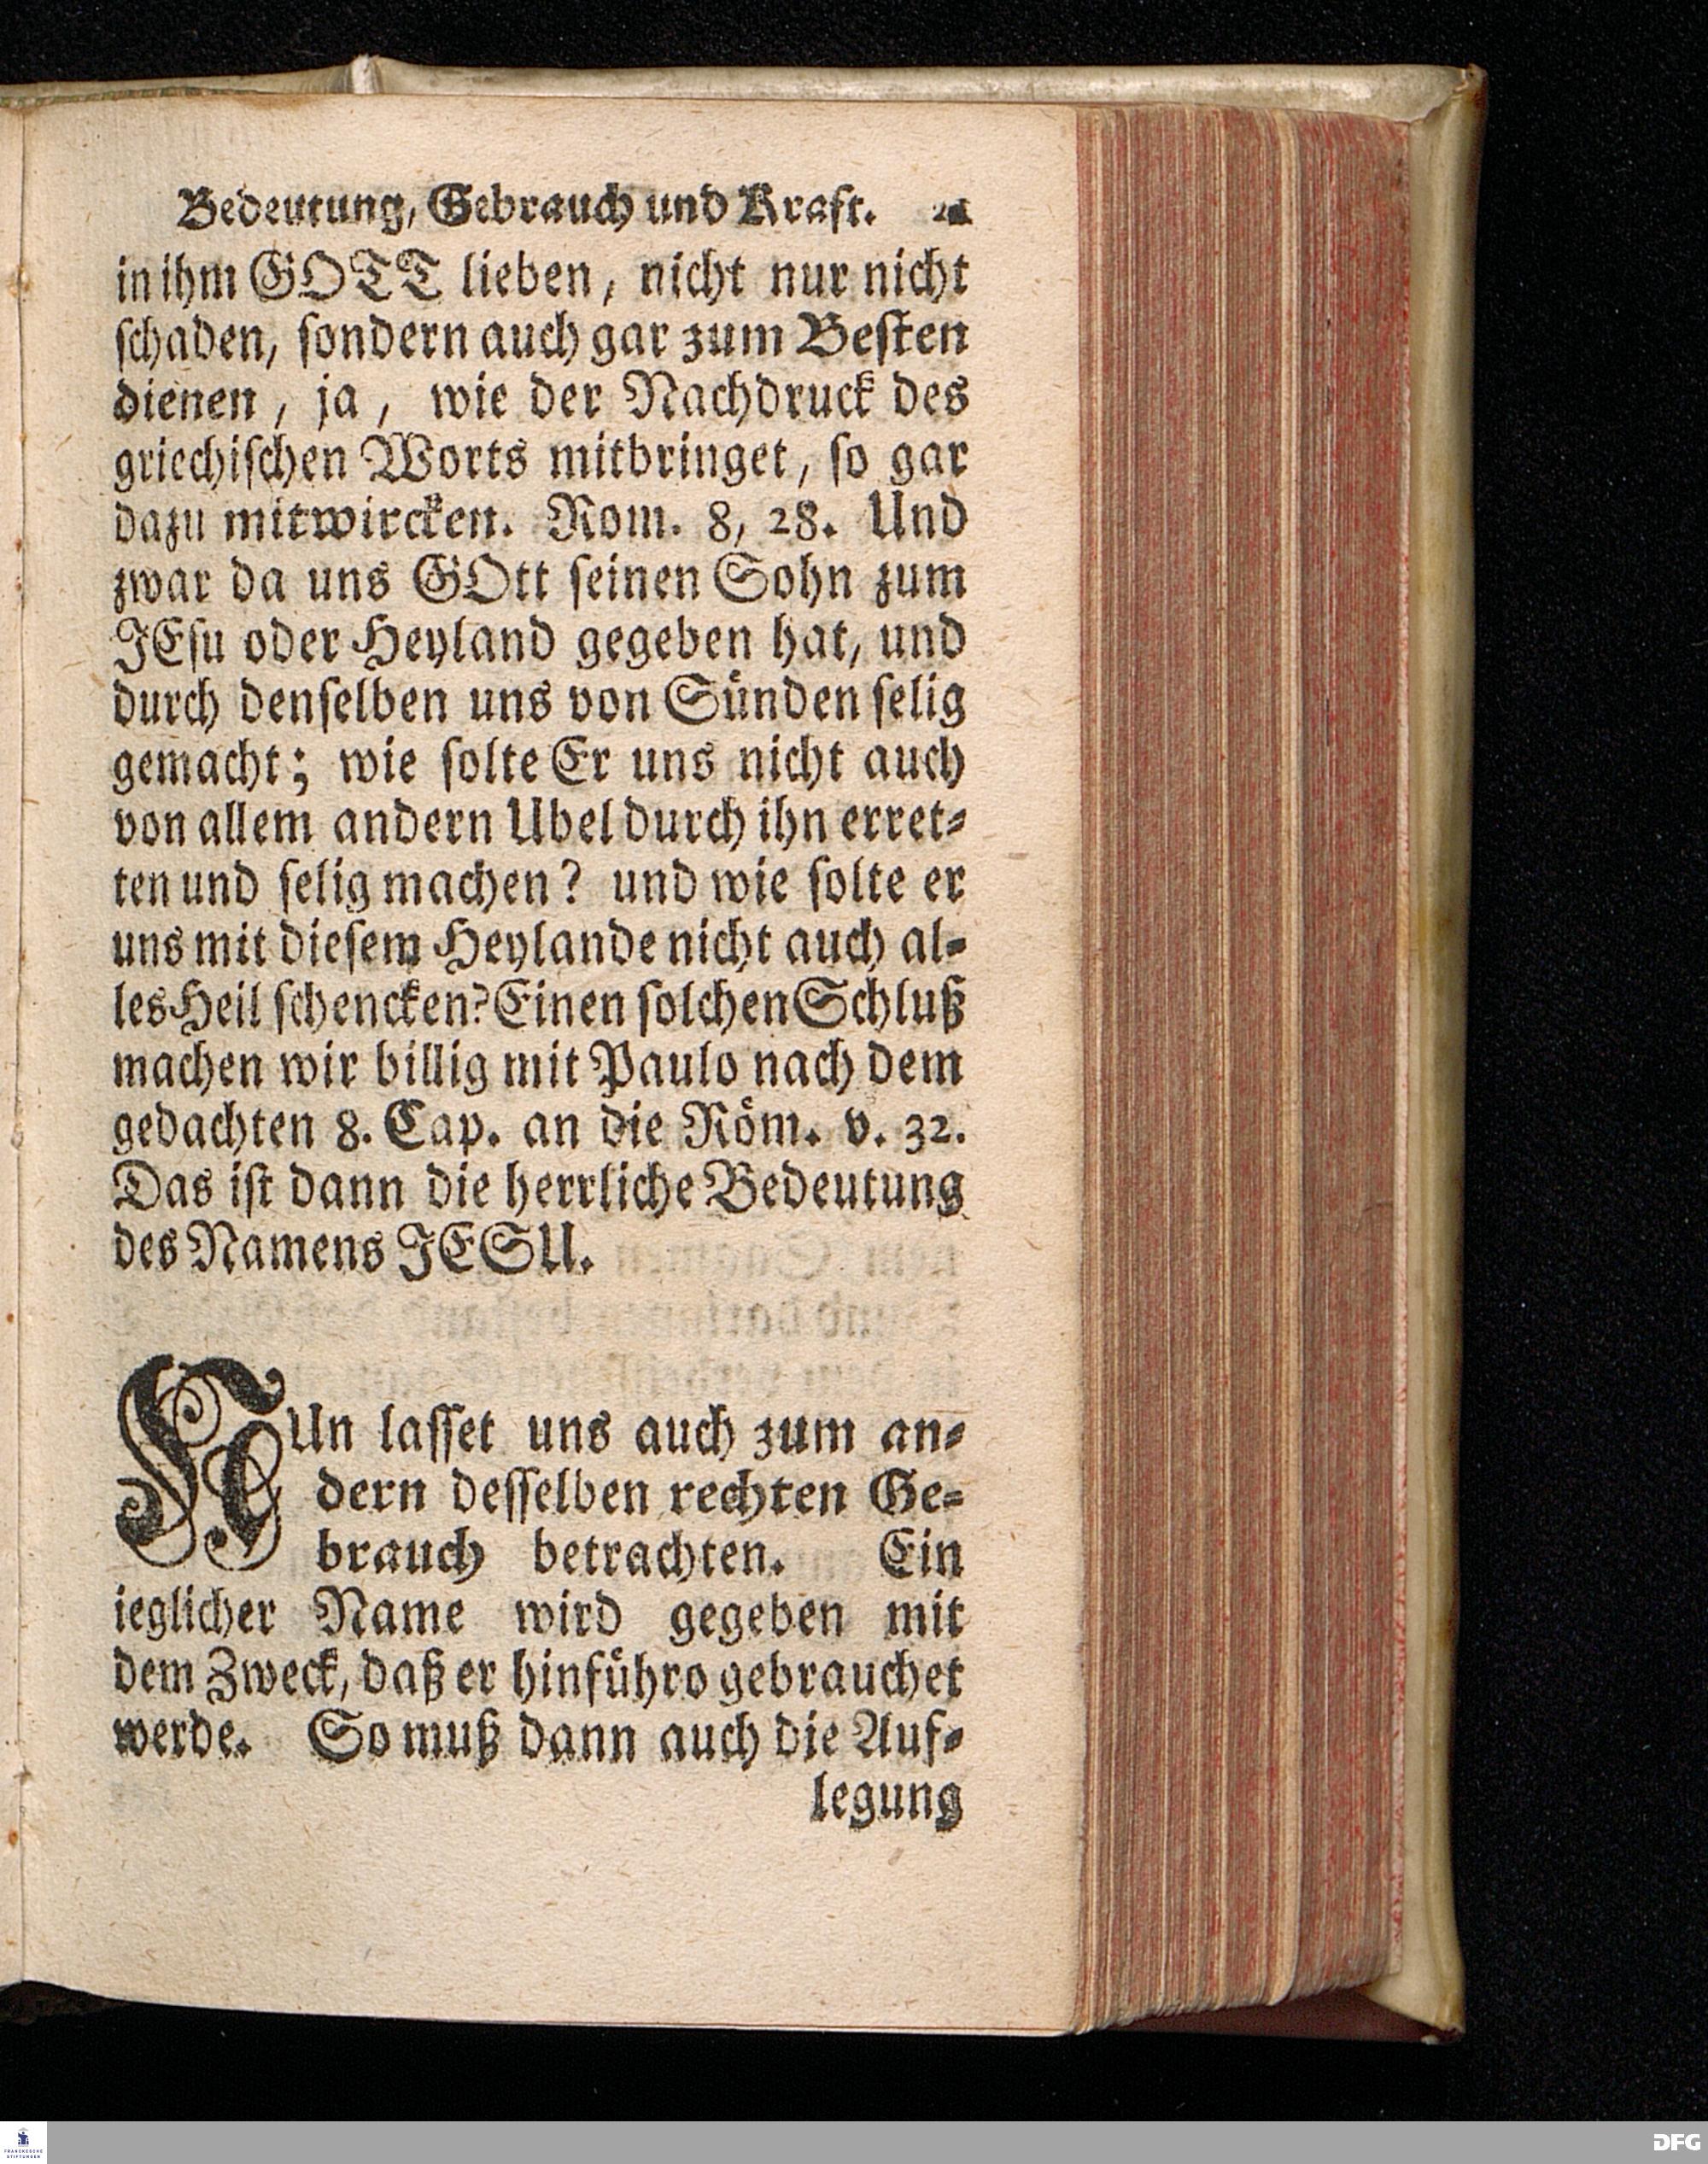 Bedeutung, Gebrauch und Kraft.
in ihm GOTT lieben, nicht nur nicht
schaden, sondern auch gar zum Besten
dienen, ja, wie der Nachdruck des
griechischen Worts mitbringet, so gar
dazu mitwircken. Rom. 8, 28. Und
zwar da uns GOtt seinen Sohn zum
JEsu oder Heyland gegeben hat, und
durch denselben uns von Sünden selig
gemacht; wie solte Er uns nicht auch
von allem andern Ubel durch ihn erret-
ten und selig machen? und wie solte er
uns mit diesem Heylande nicht auch al-
les Heil schencken? Einen solchen Schluß
machen wir billig mit Paulo nach dem
gedachten 8. Cap. an die Röm. v. 32.
Das ist dann die herrliche Bedeutung
des Namens JESU.
NUn lasset uns auch zum an-
dern desselben rechten Ge-
brauch betrachten. Ein
ieglicher Name wird gegeben mit
dem Zweck, daß er hinführo gebrauchet
werde. So muß dann auch die Auf-
legung
FRANCKESCHE
STIFTUNGEN
DFG